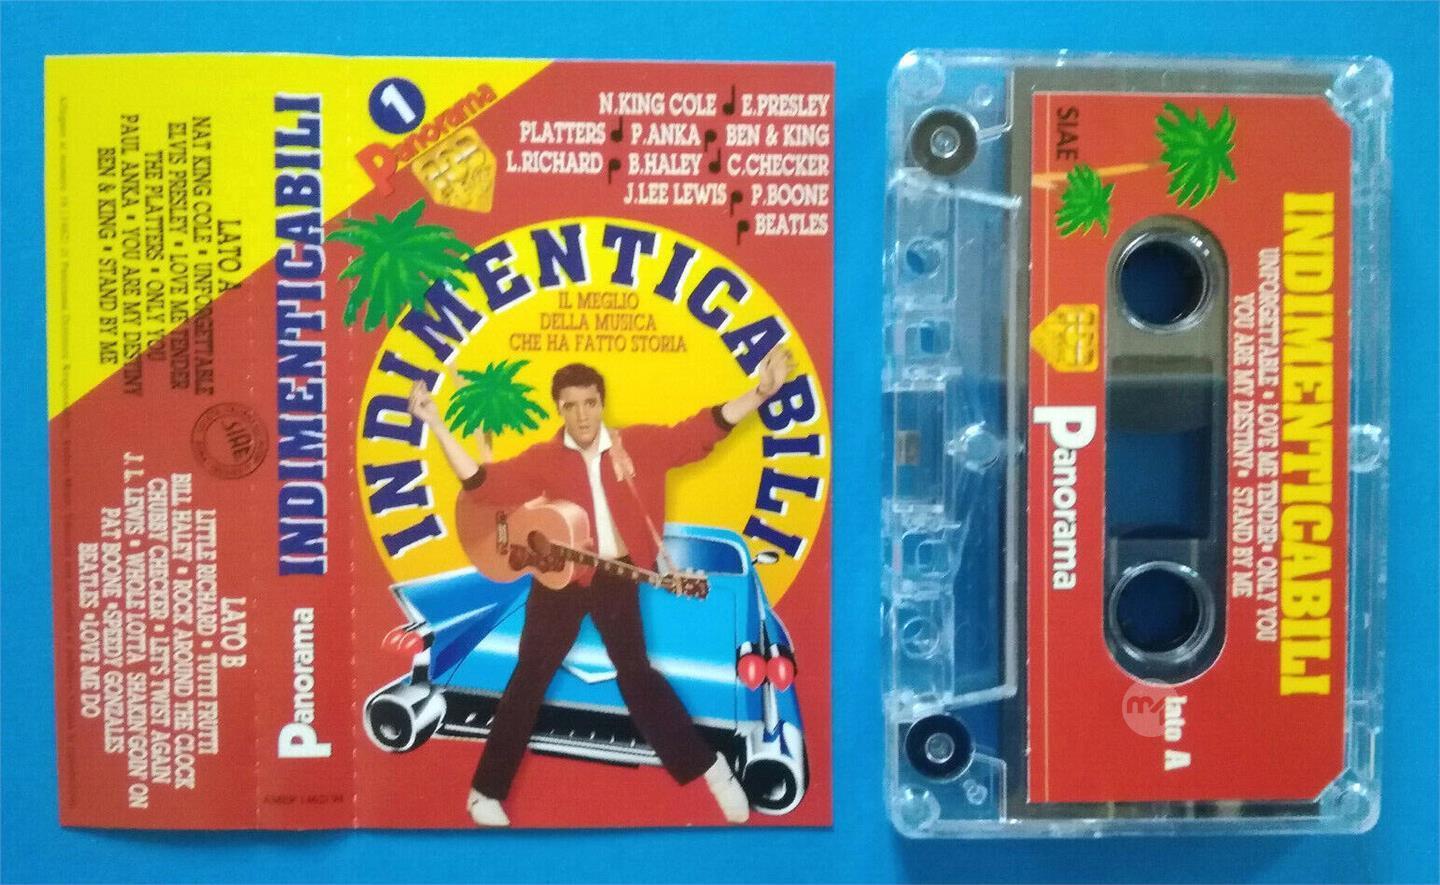 LATO A
NAT KING COLE • UNFORGETTABLE
ELVIS PRESLEY • LOVE ME TENDER
THE PLATTERS • ONLY YOU
PAUL ANKA • YOU ARE MY DESTINY
BEN & KING • STAND BY ME
SIAE
LATO B
LITTLE RICHARD • TUTTI FRUTTI
BILL HALEY • ROCK AROUND THE CLOCK
CHUBBY CHECKER • LET'S TWIST AGAIN
J. L. LEWIS • WHOLE LOTTA SHAKIN' GOIN' ON
PAT BOONE • SPEEDY GONZALES
BEATLES • LOVE ME DO
INDIMENTICABILI
Panorama
1
Panorama
N.KING COLE E.PRESLEY
PLATTERS P.ANKA BEN & KING
L.RICHARD B.HALEY C.CHECKER
J.LEE LEWIS P.BOONE
BEATLES
INDIMENTICABILI
IL MEGLIO
DELLA MUSICA
CHE HA FATTO STORIA
SIAE
INDIMENTICABILI
UNFORGETTABLE • LOVE ME TENDER • ONLY YOU
YOU ARE MY DESTINY • STAND BY ME
Panorama
lato A